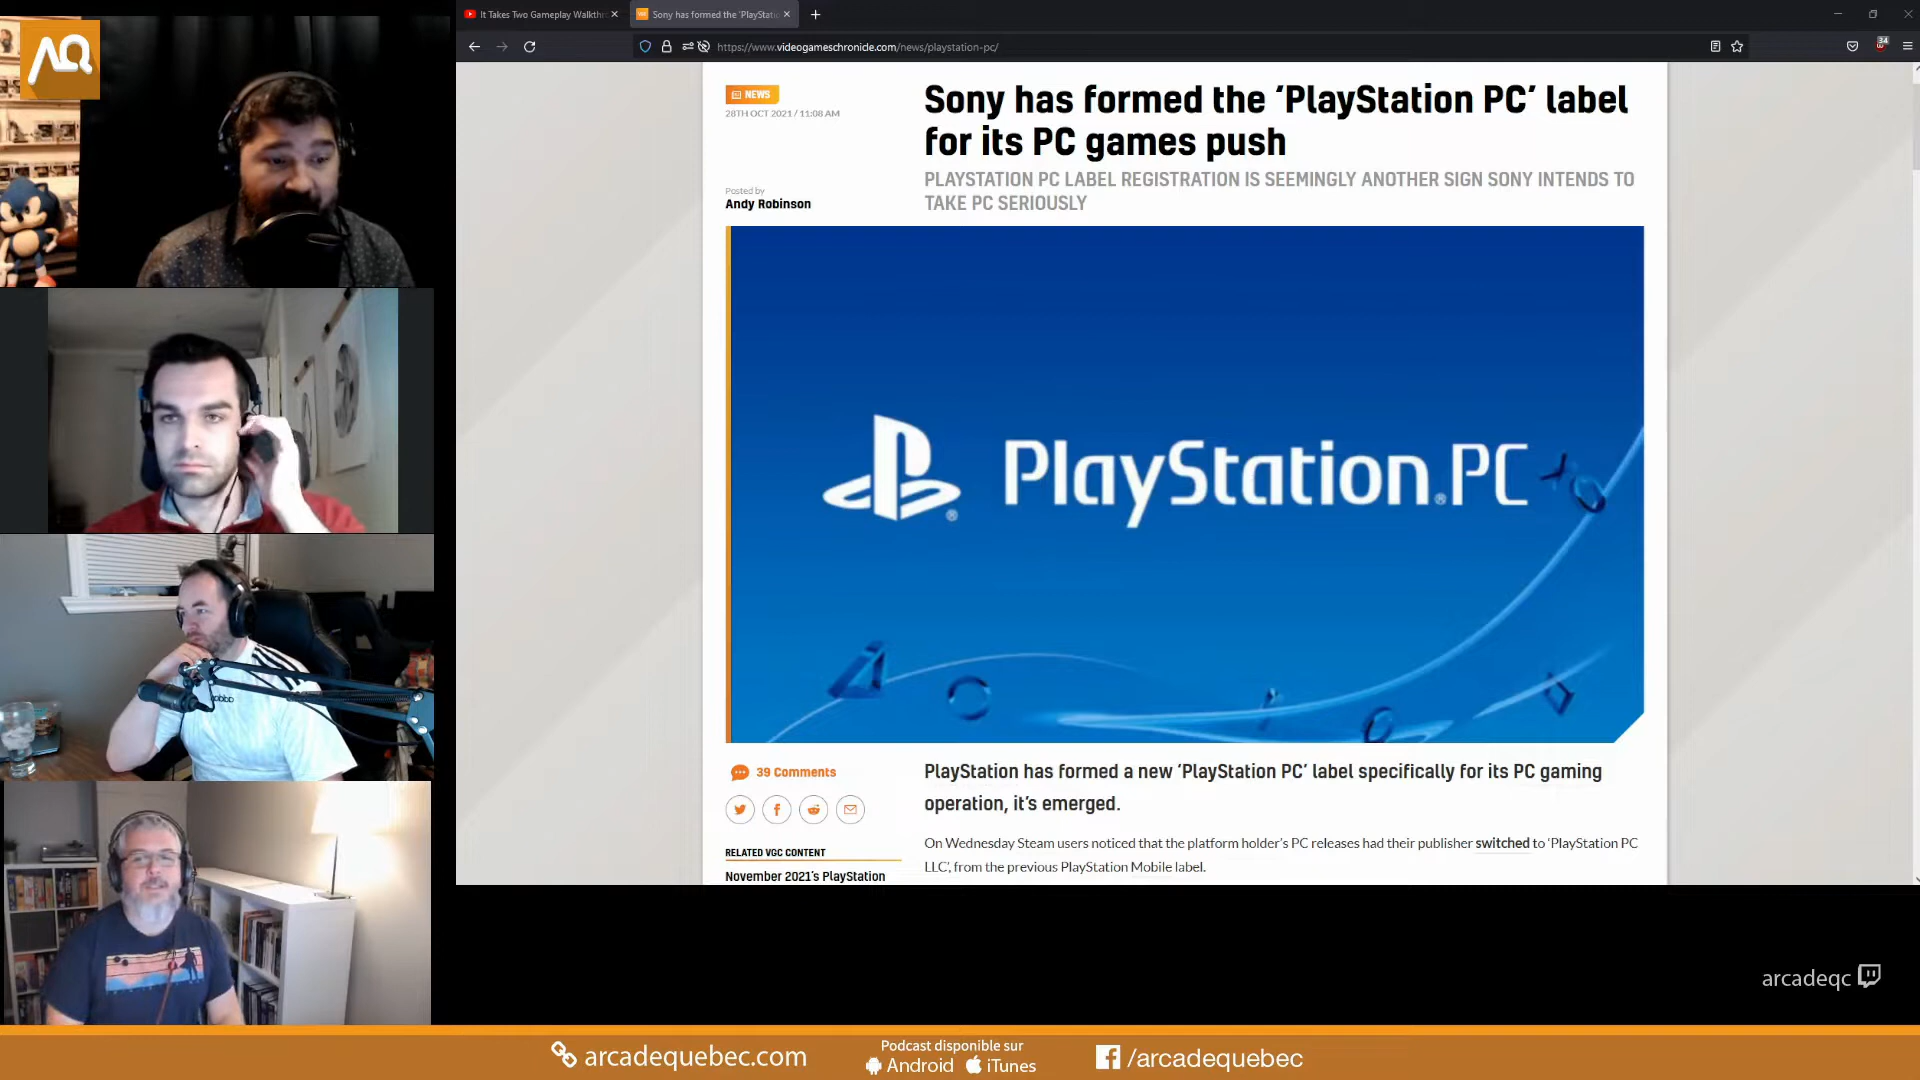 AQ
It Takes Two Gameplay Walkthr
Sony has formed the 'PlayStatio
https://www.videogameschronicle.com/news/playstation-pc/
34
NEWS
28TH OCT 2021 / 11:08 AM
Posted by
Andy Robinson
Sony has formed the ‘PlayStation PC’ label
for its PC games push
PLAYSTATION PC LABEL REGISTRATION IS SEEMINGLY ANOTHER SIGN SONY INTENDS TO
TAKE PC SERIOUSLY
PlayStation®PC
39 Comments
RELATED VGC CONTENT
November 2021's PlayStation
PlayStation has formed a new ‘PlayStation PC’ label specifically for its PC gaming
operation, it’s emerged.
On Wednesday Steam users noticed that the platform holder’s PC releases had their publisher switched to ‘PlayStation PC
LLC’, from the previous PlayStation Mobile label.
arcadeqc
arcadequebec.com
Podcast disponible sur
Android iTunes
/arcadequebec